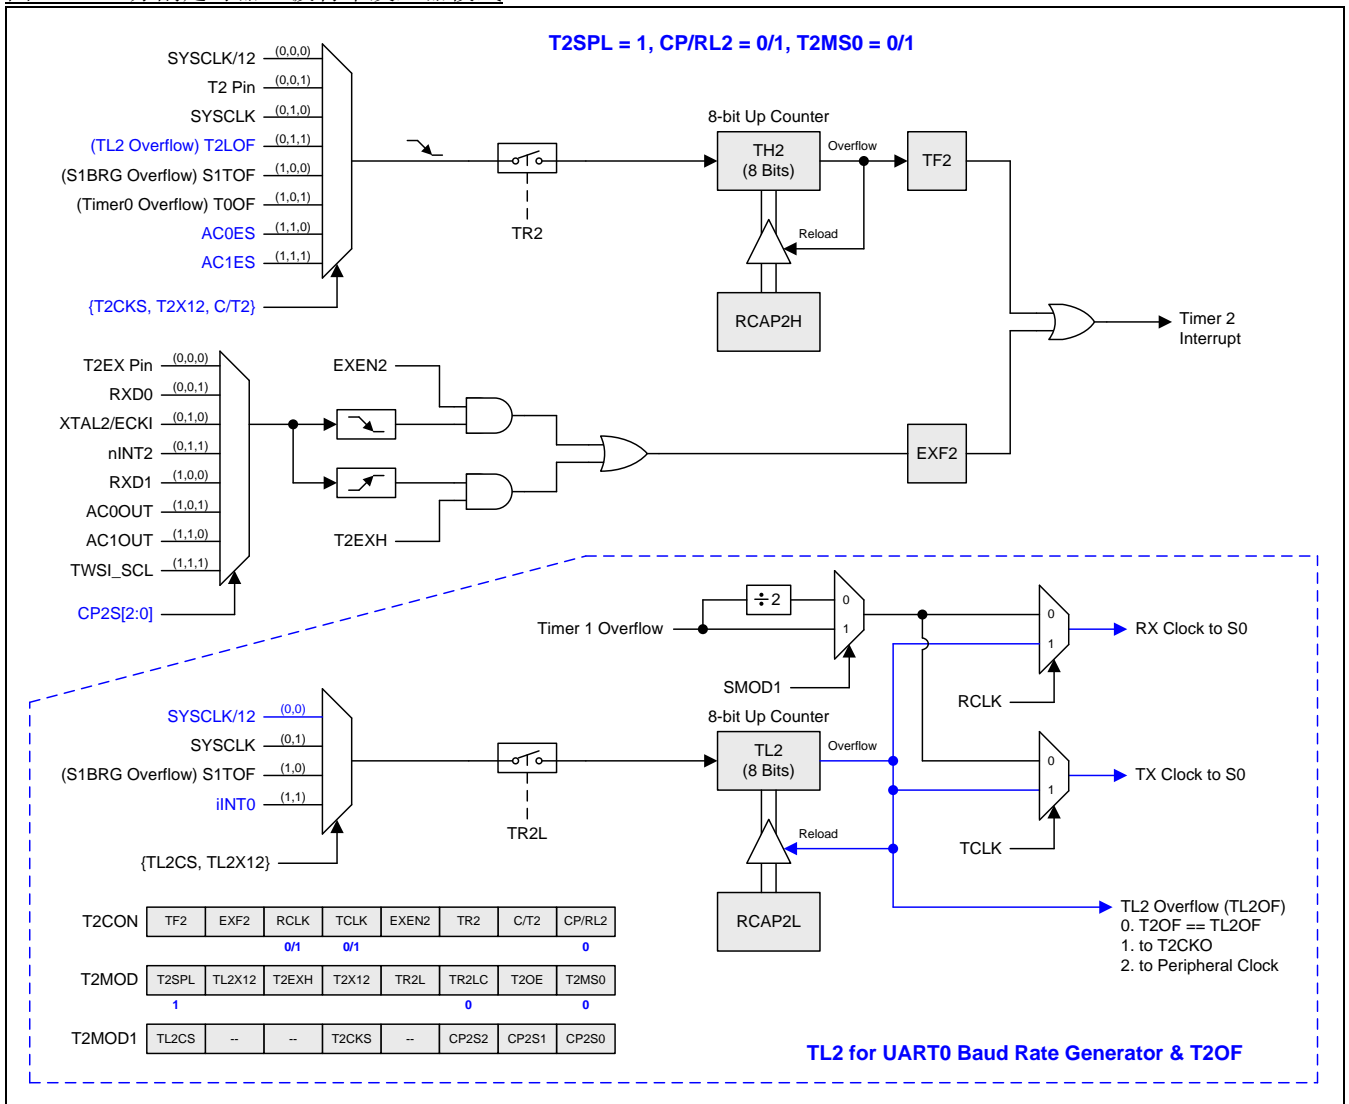 T2SPL = 1, CP/RL2 = 0/1, T2MS0 = 0/1
SYSCLK/12 (0,0,0)
T2 Pin (0,0,1)
SYSCLK (0,1,0)
(TL2 Overflow) T2LOF (0,1,1)
(S1BRG Overflow) S1TOF (1,0,0)
(Timer0 Overflow) T0OF (1,0,1)
AC0ES (1,1,0)
AC1ES (1,1,1)
{T2CKS, T2X12, C/T2}
TR2
8-bit Up Counter
TH2
(8 Bits)
Overflow
TF2
Reload
RCAP2H
Timer 2
Interrupt
T2EX Pin (0,0,0)
RXD0 (0,0,1)
XTAL2/ECKI (0,1,0)
nINT2 (0,1,1)
RXD1 (1,0,0)
AC0OUT (1,0,1)
AC1OUT (1,1,0)
TWSI_SCL (1,1,1)
CP2S[2:0]
EXEN2
T2EXH
EXF2
Timer 1 Overflow
÷2
0
1
SMOD1
0
1
RX Clock to S0
RCLK
0
1
TX Clock to S0
TCLK
SYSCLK/12 (0,0)
SYSCLK (0,1)
(S1BRG Overflow) S1TOF (1,0)
iINT0 (1,1)
{TL2CS, TL2X12}
TR2L
8-bit Up Counter
TL2
(8 Bits)
Overflow
Reload
RCAP2L
TL2 Overflow (TL2OF)
0. T2OF == TL2OF
1. to T2CKO
2. to Peripheral Clock
T2CON TF2 EXF2 RCLK TCLK EXEN2 TR2 C/T2 CP/RL2
0/1 0/1 0
T2MOD T2SPL TL2X12 T2EXH T2X12 TR2L TR2LC T2OE T2MS0
1 0 0
T2MOD1 TL2CS -- -- T2CKS -- CP2S2 CP2S1 CP2S0
TL2 for UART0 Baud Rate Generator & T2OF